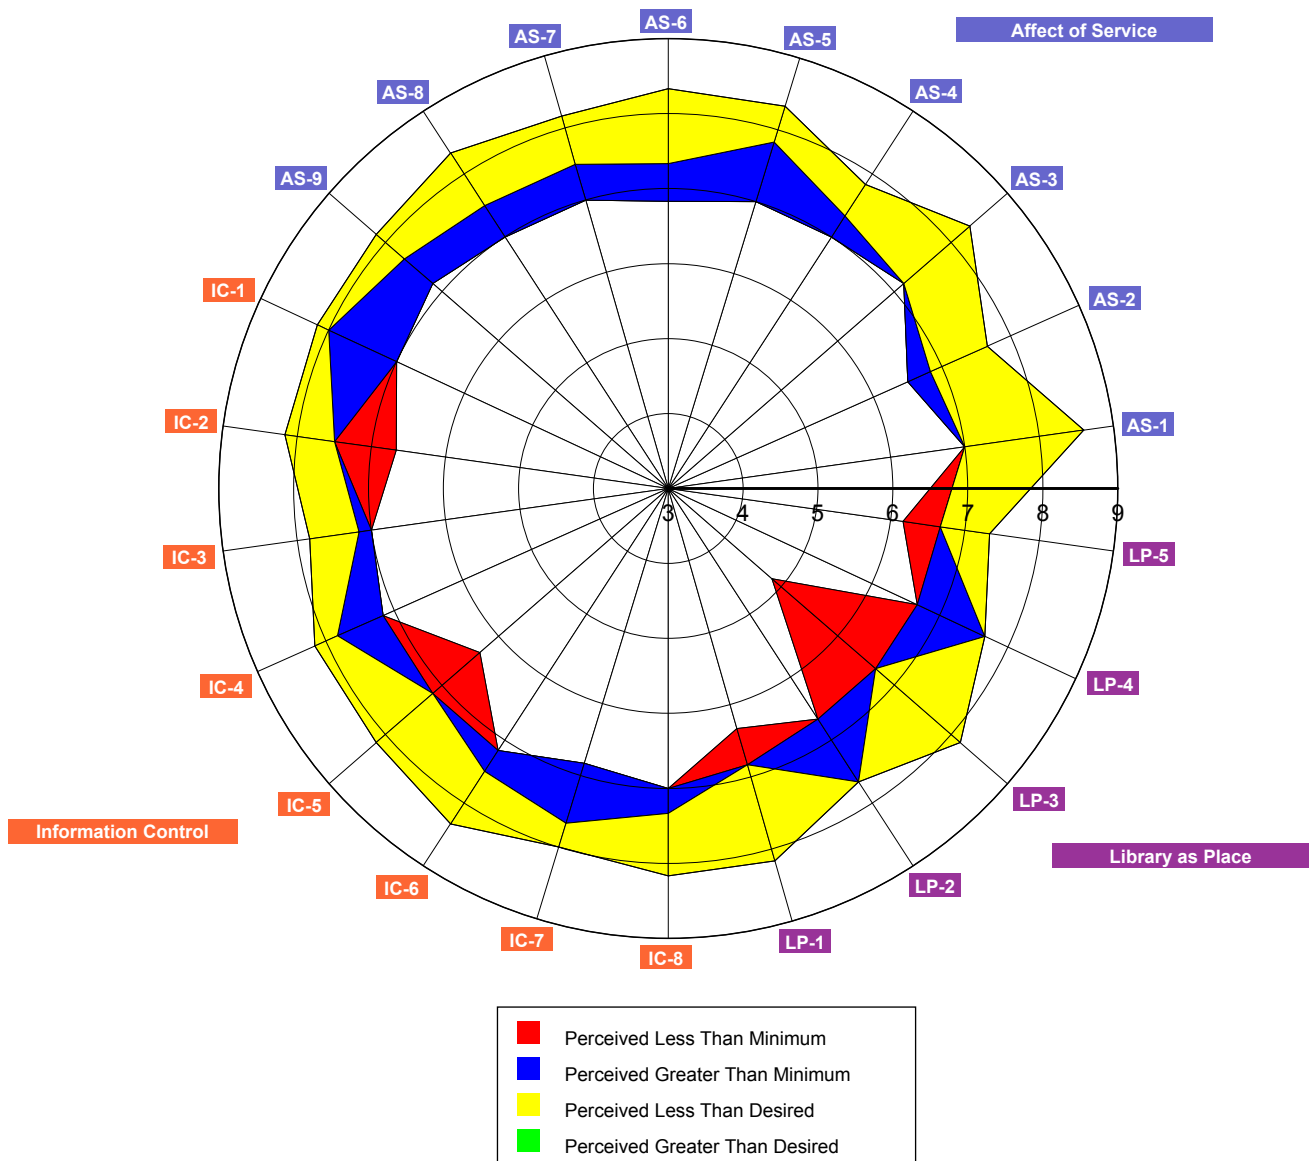 AS-6
AS-7
AS-5
Affect of Service
AS-8
AS-4
AS-9
AS-3
IC-1
AS-2
IC-2
AS-1
3 4 5 6 7 8 9
IC-3
LP-5
IC-4
LP-4
IC-5
LP-3
Information Control
Library as Place
IC-6
LP-2
IC-7
LP-1
IC-8
Perceived Less Than Minimum
Perceived Greater Than Minimum
Perceived Less Than Desired
Perceived Greater Than Desired